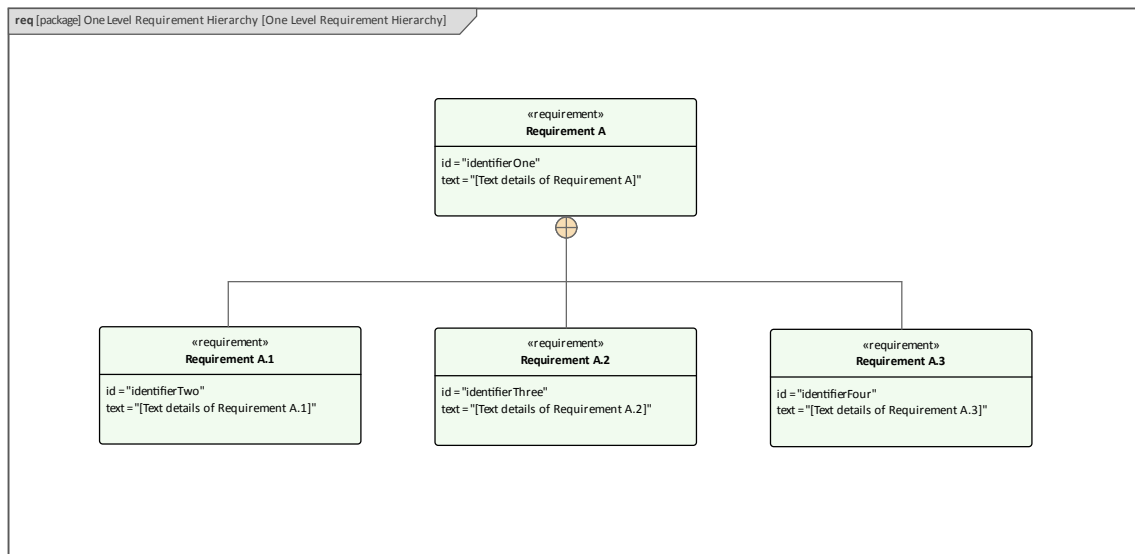 req [package] One Level Requirement Hierarchy [One Level Requirement Hierarchy]
«requirement»
Requirement A
id = "identifierOne"
text = "[Text details of Requirement A]"
«requirement»
Requirement A.1
id = "identifierTwo"
text = "[Text details of Requirement A.1]"
«requirement»
Requirement A.2
id = "identifierThree"
text = "[Text details of Requirement A.2]"
«requirement»
Requirement A.3
id = "identifierFour"
text = "[Text details of Requirement A.3]"